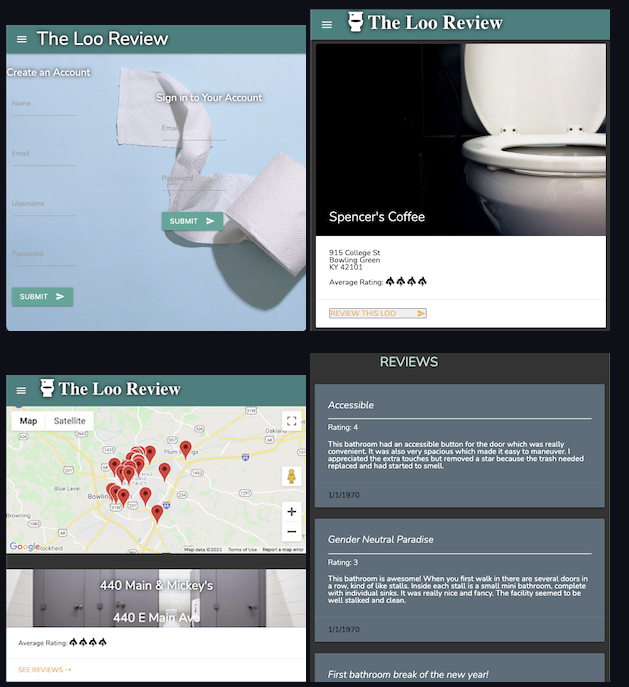 The Loo Review
Create an Account
Name
Email
Username
Password
SUBMIT
Sign in to Your Account
Email
Password
SUBMIT
The Loo Review
Spencer's Coffee
915 College St
Bowling Green
KY 42101
Average Rating:
REVIEW THIS LOO
The Loo Review
Map
Satellite
Oakland
Plum Springs
Blue Level
Browning
Rockfield
Google
Map data ©2021
Terms of Use
Report a map error
440 Main & Mickey's
440 E Main Ave
Average Rating:
SEE REVIEWS →
REVIEWS
Accessible
Rating: 4
This bathroom had an accessible button for the door which was really
convenient. It was also very spacious which made it easy to maneuver. I
appreciated the extra touches but removed a star because the trash needed
replaced and had started to smell.
1/1/1970
Gender Neutral Paradise
Rating: 3
This bathroom is awesome! When you first walk in there are several doors in
a row, kind of like stalls. Inside each stall is a small mini bathroom, complete
with individual sinks. It was really nice and fancy. The facility seemed to be
well stalked and clean.
1/1/1970
First bathroom break of the new year!